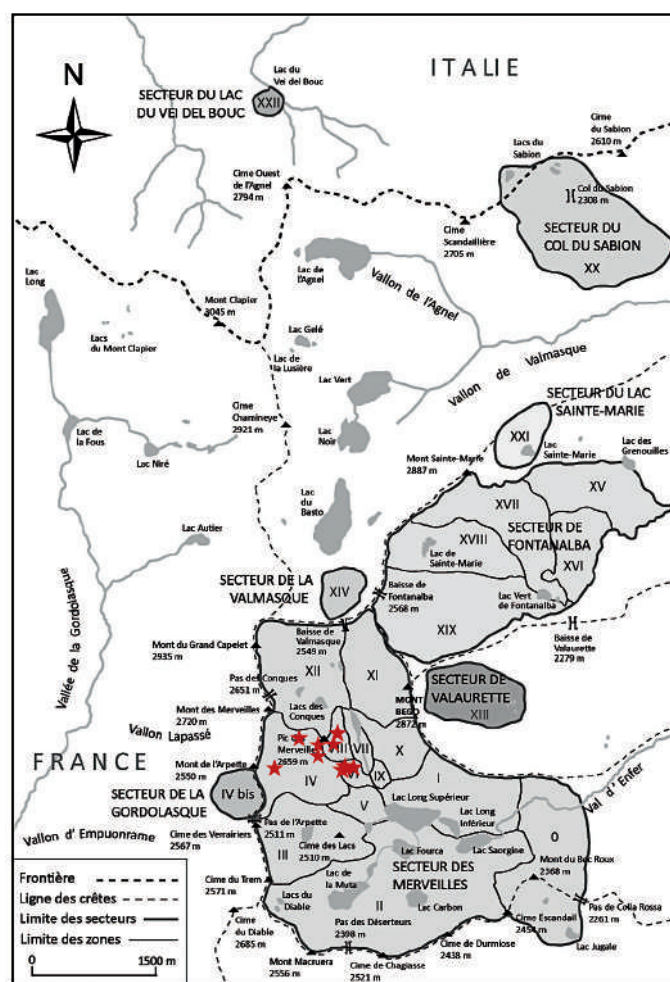 ITALIE
N
Lac du
Vei del Bouc
SECTEUR DU LAC
DU VEI DEL BOUC
XXII
Cime
du Sabion
2610 m
Lacs du
Sabion
Col du Sabion
2308 m
Cime Ouest
de l'Agnel
2794 m
SECTEUR DU
COL DU SABION
XX
Cime
Scandaillière
2705 m
Lac
Long
Lac de
l'Agnel
Vallon
de l'Agnel
Mont Clapier
3045 m
Lacs
du Mont Clapier
Lac Gelé
Lac de
la Lusière
Vallon de Valmasque
Lac Vert
SECTEUR DU LAC
SAINTE-MARIE
Cime
Chamineye
2921 m
XXI
Lac
Sainte-Marie
Lac des
Grenouilles
Lac de
la Fous
Lac
Noir
Lac Niré
Mont Sainte-Marie
2887 m
XV
XVII
Lac
du
Basto
SECTEUR DE
FONTANALBA
Lac Autier
XVIII
Lac de
Sainte-Marie
XVI
SECTEUR DE LA
VALMASQUE
XIV
Baisse de
Fontanalba
2568 m
Lac Vert
de Fontanalba
XIX
Vallée de la Gordolasque
Baisse de
Valmasque
2549 m
Baisse de
Valaurette
2279 m
Mont du Grand Capelet
2935 m
XII
XI
SECTEUR DE
VALAURETTE
XIII
Pas des Conques
2651 m
MONT
BEGO
2872 m
Lacs des
Conques
Mont des Merveilles
2720 m
Vallon Lapassé
Pic
Merveilles
2659 m
VIII
VII
X
FRANCE
Mont de l'Arpette
2550 m
IX
I
IV
IV bis
SECTEUR DE LA
GORDOLASQUE
V
Lac Long Supérieur
Val d'Enfer
Lac Long
Inférieur
O
Pas de l'Arpette
2511 m
Vallon d' Empuonrame
Cime des Verrairiers
2567 m
Cime des Lacs
2510 m
Lac Fourca
Lac Saorgine
III
Mont du Bec Roux
2368 m
SECTEUR DES
MERVEILLES
Cime du Trem
2571 m
Lac de
la Muta
Lacs du
Diable
II
Lac Carbon
Pas de Colla Rossa
2261 m
Cime
du Diable
2685 m
Pas des Déserteurs
2398 m
Cime Escandail
2454 m
Cime de Durmiose
2438 m
Lac Jugale
Mont Macruera
2556 m
Cime de Chagiasse
2521 m
Frontière
Ligne des crêtes
Limite des secteurs
Limite des zones
0 1500 m